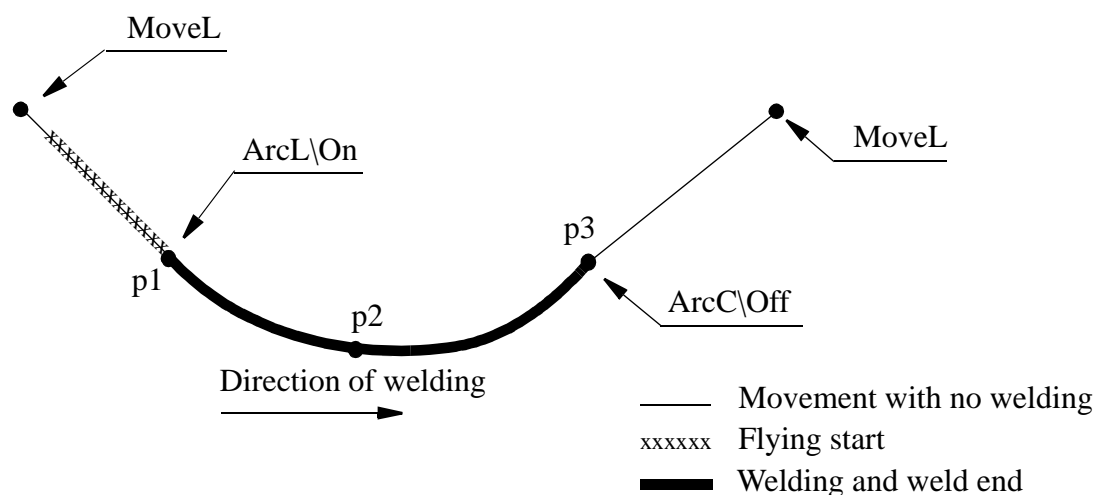 MoveL
ArcL\On
MoveL
p3
p1
ArcC\Off
p2
Direction of welding
Movement with no welding
xxxxxx Flying start
Welding and weld end